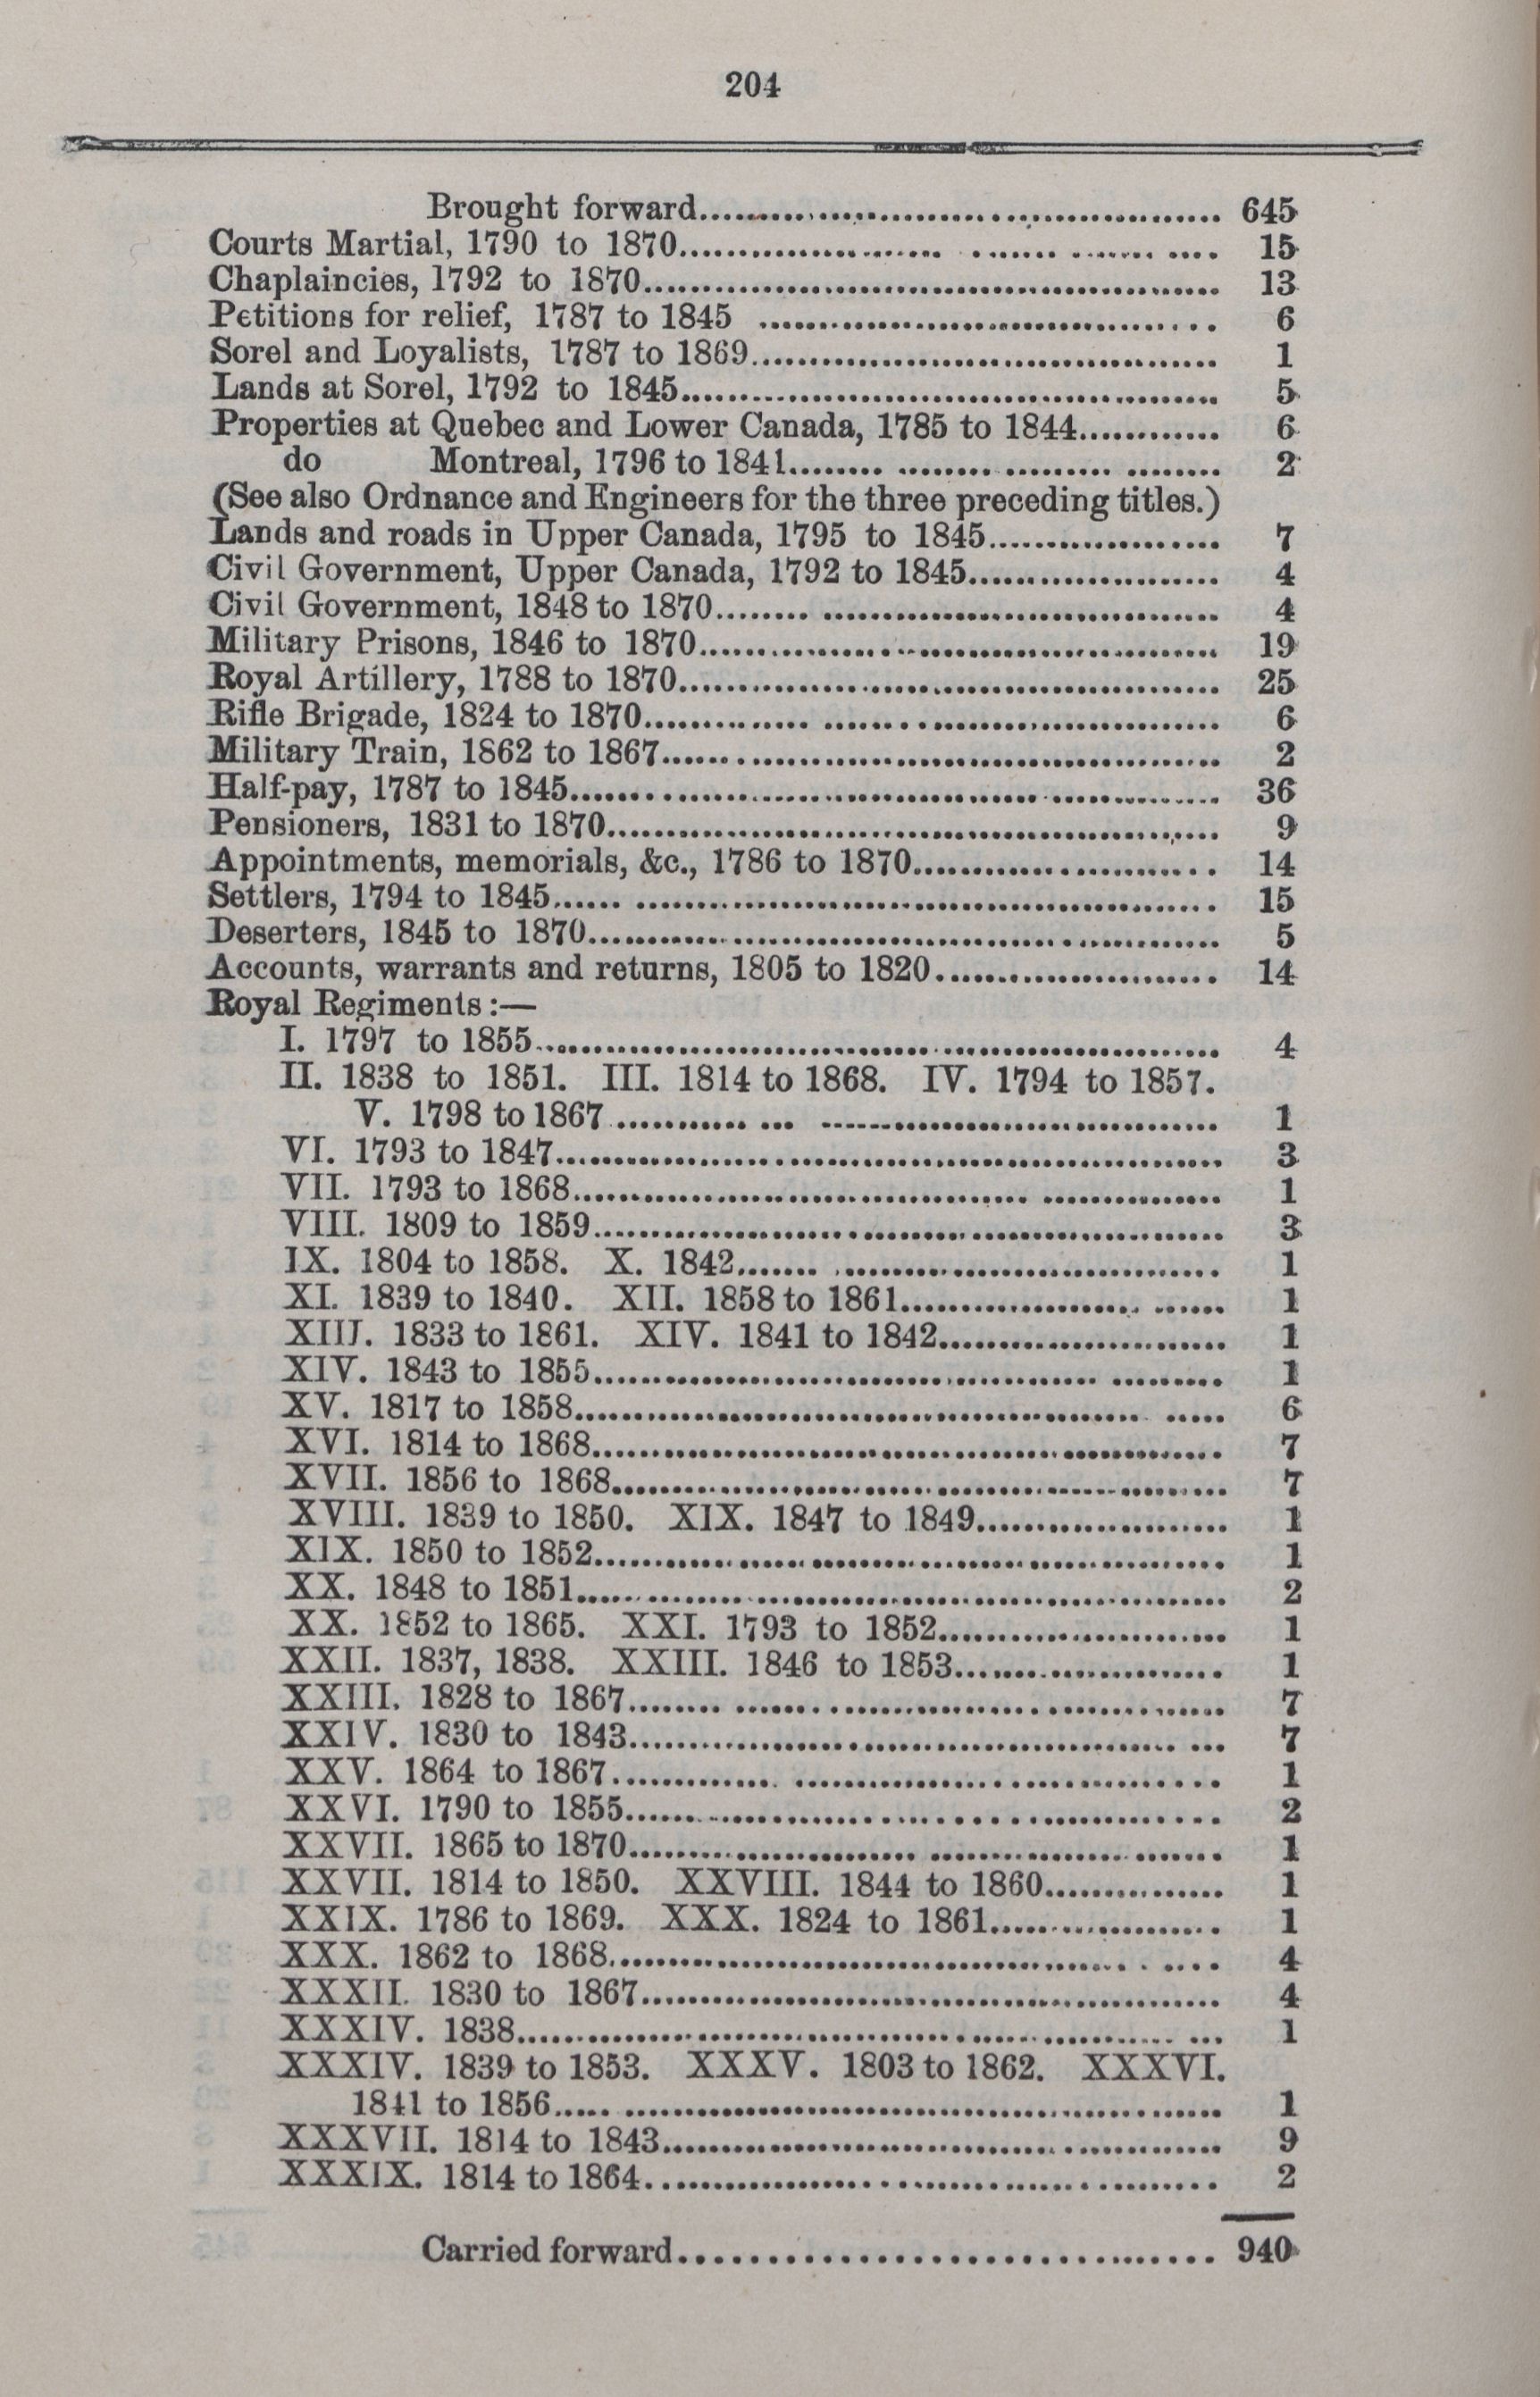 204
Brought forward........ 645
Courts Martial, 1790 to 1870........ 15
Chaplaincies, 1792 to 1870........ 13
Petitions for relief, 1787 to 1845 ........ 6
Sorel and Loyalists, 1787 to 1869........ 1
Lands at Sorel, 1792 to 1845........ 5
Properties at Quebec and Lower Canada, 1785 to 1844........ 6
do Montreal, 1796 to 1841........ 2
(See also Ordnance and Engineers for the three preceding titles.)
Lands and roads in Upper Canada, 1795 to 1845........ 7
Civil Government, Upper Canada, 1792 to 1845........ 4
Civil Government, 1848 to 1870........ 4
Military Prisons, 1846 to 1870........ 19
Royal Artillery, 1788 to 1870........ 25
Rifle Brigade, 1824 to 1870........ 6
Military Train, 1862 to 1867........ 2
Half-pay, 1787 to 1845........ 36
Pensioners, 1831 to 1870........ 9
Appointments, memorials, &c., 1786 to 1870........ 14
Settlers, 1794 to 1845........ 15
Deserters, 1845 to 1870........ 5
Accounts, warrants and returns, 1805 to 1820........ 14
Royal Regiments :—
I. 1797 to 1855........ 4
II. 1838 to 1851. III. 1814 to 1868. IV. 1794 to 1857.
V. 1798 to 1867........ 1
VI. 1793 to 1847........ 3
VII. 1793 to 1868........ 1
VIII. 1809 to 1859........ 3
IX. 1804 to 1858. X. 1842........ 1
XI. 1839 to 1840. XII. 1858 to 1861........ 1
XIII. 1833 to 1861. XIV. 1841 to 1842........ 1
XIV. 1843 to 1855........ 1
XV. 1817 to 1858........ 6
XVI. 1814 to 1868........ 7
XVII. 1856 to 1868........ 7
XVIII. 1839 to 1850. XIX. 1847 to 1849........ 1
XIX. 1850 to 1852........ 1
XX. 1848 to 1851........ 2
XX. 1852 to 1865. XXI. 1793 to 1852........ 1
XXII. 1837, 1838. XXIII. 1846 to 1853........ 1
XXIII. 1828 to 1867........ 7
XXIV. 1830 to 1843........ 7
XXV. 1864 to 1867........ 1
XXVI. 1790 to 1855........ 2
XXVII. 1865 to 1870........ 1
XXVII. 1814 to 1850. XXVIII. 1844 to 1860........ 1
XXIX. 1786 to 1869. XXX. 1824 to 1861........ 1
XXX. 1862 to 1868........ 4
XXXII. 1830 to 1867........ 4
XXXIV. 1838........ 1
XXXIV. 1839 to 1853. XXXV. 1803 to 1862. XXXVI.
1841 to 1856........ 1
XXXVII. 1814 to 1843........ 9
XXXIX. 1814 to 1864........ 2
Carried forward........ 940